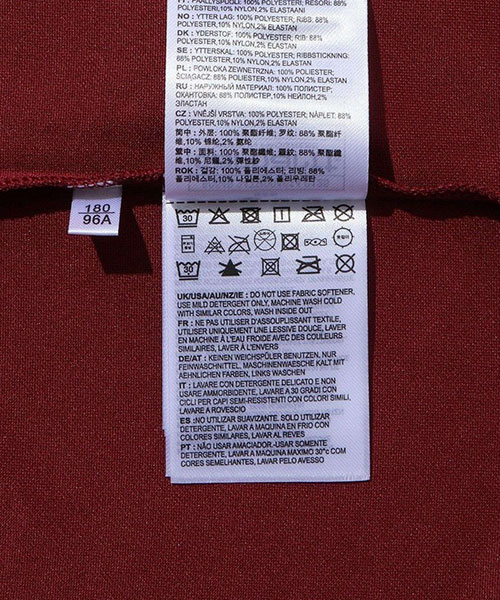 FI : PÄÄLLYSPUOLI: 100% POLYESTERI; RESORI: 88%
POLYESTERI,10% NYLON,2% ELASTAANI
NO : YTTER LAG: 100% POLYESTER; RIBB: 88%
POLYESTER,10% NYLON,2% ELASTAN
DK : YDERSTOF: 100% POLYESTER; RIB: 88%
POLYESTER,10% NYLON,2% ELASTAN
SE : YTTERSKAL: 100% POLYESTER; RIBBSTICKNING:
88% POLYESTER,10% NYLON,2% ELASTAN
PL : POWŁOKA ZEWNĘTRZNA: 100% POLIESTER;
ŚCIĄGACZ: 88% POLIESTER,10% NYLON,2% ELASTAN
RU : НАРУЖНЫЙ МАТЕРИАЛ: 100% ПОЛИЭСТЕР;
ОКАНТОВКА: 88% ПОЛИЭСТЕР,10% НЕЙЛОН,2%
ЭЛАСТАН
CZ : VNĚJŠÍ VRSTVA: 100% POLYESTER; NÁPLET: 88%
POLYESTER,10% NYLON,2% ELASTAN
简中 : 外层: 100% 聚酯纤维; 罗纹: 88% 聚酯纤
维,10% 锦纶,2% 氨纶
繁中 : 面料: 100% 聚酯纖維; 羅紋: 88% 聚酯纖
維,10% 尼龍,2% 彈性紗
ROK : 겉감: 100% 폴리에스터; 립: 88% 폴
리에스터,10% 나일론,2% 폴리우레탄
180
96A
30
30
UK/USA/AU/NZ/IE : DO NOT USE FABRIC SOFTENER,
USE MILD DETERGENT ONLY, MACHINE WASH COLD
WITH SIMILAR COLORS, WASH INSIDE OUT
FR : NE PAS UTILISER D'ASSOUPLISSANT TEXTILE,
UTILISER UNIQUEMENT UNE LESSIVE DOUCE, LAVER
EN MACHINE À L'EAU FROIDE AVEC DES COULEURS
SIMILAIRES, LAVER À L'ENVERS
DE/AT : KEINEN WEICHSPÜLER BENUTZEN, NUR
FEINWASCHMITTEL, MASCHINENWAESCHE KALT MIT
AEHNLICHEN FARBEN, LINKS WASCHEN
IT : LAVARE CON DETERGENTE DELICATO E NON
USARE AMMORBIDENTE, LAVARE A 30 GRADI CON
CICLI PER CAPI SEMI-RESISTENTI CON COLORI SIMILI,
LAVARE A ROVESCIO
ES : NO UTILIZAR SUAVIZANTE. SOLO UTILIZAR
DETERGENTE, LAVAR A MAQUINA EN FRIO CON
COLORES SIMILARES, LAVAR AL REVES
PT : NÃO USAR AMACIADOR.-USAR SOMENTE
DETERGENTE, LAVAR A MAQUINA MAXIMO 30°c COM
CORES SEMELHANTES, LAVAR PELO AVESSO